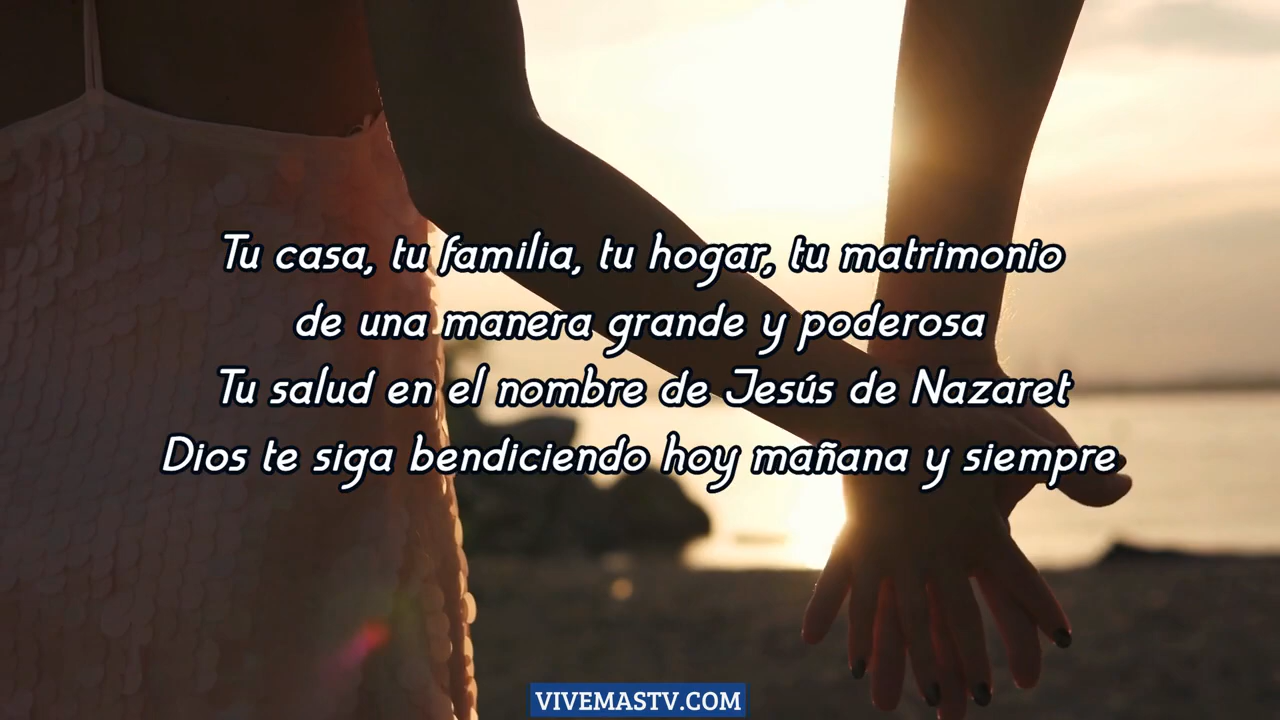 Tu casa, tu familia, tu hogar, tu matrimonio
de una manera grande y poderosa
Tu salud en el nombre de Jesús de Nazaret
Dios te siga bendiciendo hoy mañana y siempre
VIVEMASTV.COM